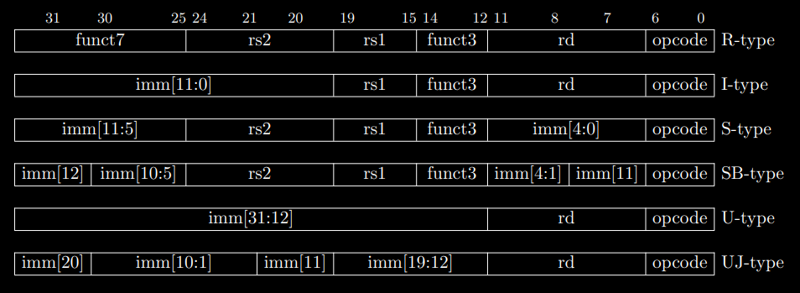 31 30 25 24 21 20 19 15 14 12 11 8 7 6 0
funct7 rs2 rs1 funct3 rd opcode R-type
imm[11:0] rs1 funct3 rd opcode I-type
imm[11:5] rs2 rs1 funct3 imm[4:0] opcode S-type
imm[12] imm[10:5] rs2 rs1 funct3 imm[4:1] imm[11] opcode SB-type
imm[31:12] rd opcode U-type
imm[20] imm[10:1] imm[11] imm[19:12] rd opcode UJ-type